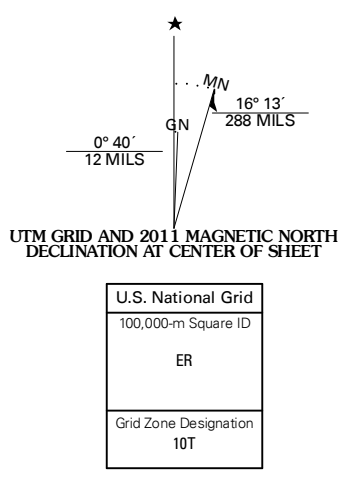 MN
16° 13´
288 MILS
GN
0° 40´
12 MILS
UTM GRID AND 2011 MAGNETIC NORTH
DECLINATION AT CENTER OF SHEET
U.S. National Grid
100,000-m Square ID
ER
Grid Zone Designation
10T